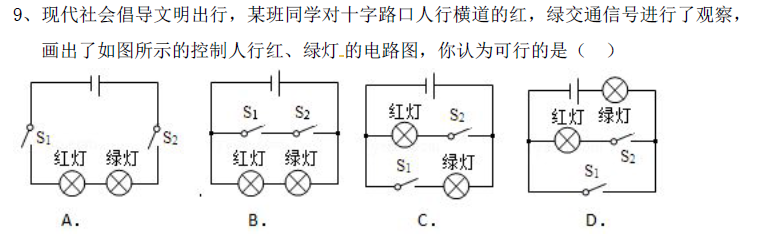 9、现代社会倡导文明出行，某班同学对十字路口人行横道的红，绿交通信号进行了观察，
画出了如图所示的控制人行红、绿灯 的电路图，你认为可行的是（ ）
S₁ S₂
红灯 绿灯
A.
S₁ S₂
红灯 绿灯
B.
红灯 S₂
S₁ 绿灯
C.
红灯 绿灯
S₂
S₁
D.